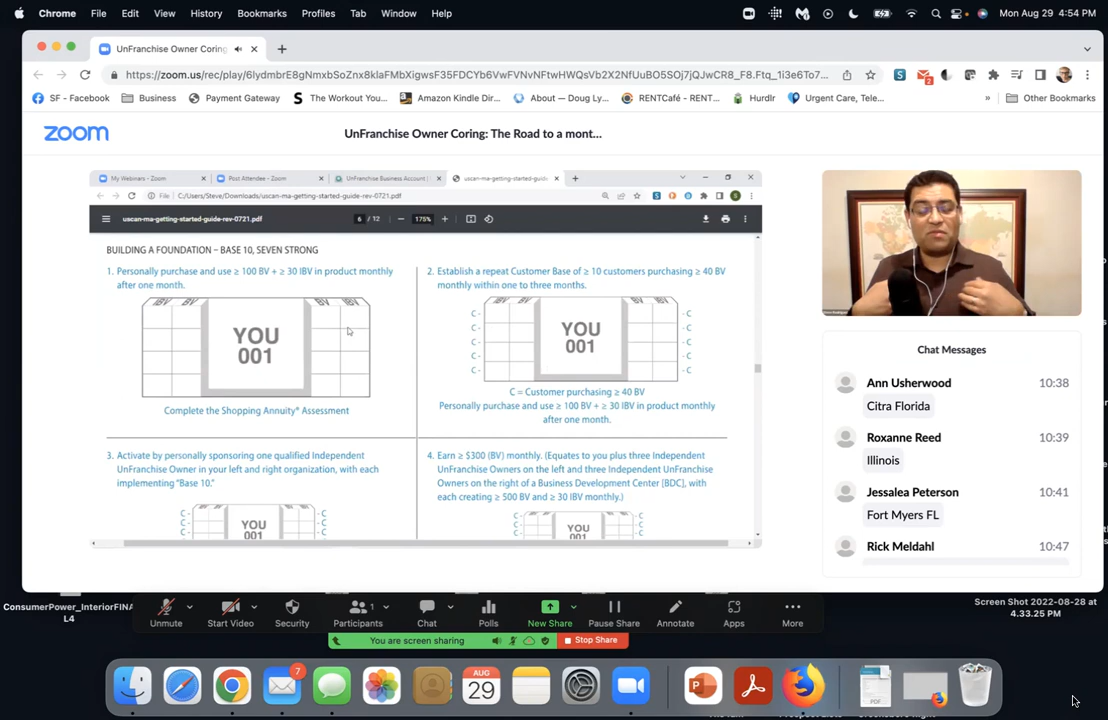 Chrome File Edit View History Bookmarks Profiles Tab Window Help
Mon Aug 29 4:54 PM
UnFranchise Owner Coring
https://zoom.us/rec/play/6lydmbrE8gNmxbSoZnx8klaFMbXigwsF35FDCYb6VwFVNvNFtwHWQsVb2X2NfUuBO5SOj7jQJwCR8_F8.Ftq_1i3e6To7...
SF - Facebook Business Payment Gateway The Workout You... Amazon Kindle Dir... About — Doug Ly... RENTCafé - RENT... Hurdlr Urgent Care, Tele... » Other Bookmarks
zoom
UnFranchise Owner Coring: The Road to a mont...
My Webinars - Zoom Post Attendee - Zoom UnFranchise Business Account uscan-ma-getting-started-guide
File C:/Users/Steve/Downloads/uscan-ma-getting-started-guide-rev-0721.pdf
uscan-ma-getting-started-guide-rev-0721.pdf 6 / 12 175%
BUILDING A FOUNDATION – BASE 10, SEVEN STRONG
1. Personally purchase and use ≥ 100 BV + ≥ 30 IBV in product monthly
after one month.
IBV BV BV IBV
YOU
001
Complete the Shopping Annuity® Assessment
2. Establish a repeat Customer Base of ≥ 10 customers purchasing ≥ 40 BV
monthly within one to three months.
IBV BV BV IBV
C - - C
C - - C
C - - C
C - - C
C - - C
YOU
001
C = Customer purchasing ≥ 40 BV
Personally purchase and use ≥ 100 BV + ≥ 30 IBV in product monthly
after one month.
3. Activate by personally sponsoring one qualified Independent
UnFranchise Owner in your left and right organization, with each
implementing "Base 10."
C - - C
C - - C
C - - C
YOU
001
4. Earn ≥ $300 (BV) monthly. (Equates to you plus three Independent
UnFranchise Owners on the left and three Independent UnFranchise
Owners on the right of a Business Development Center [BDC], with
each creating ≥ 500 BV and ≥ 30 IBV monthly.)
C - - C
C - - C
YOU
001
Chat Messages
Ann Usherwood 10:38
Citra Florida
Roxanne Reed 10:39
Illinois
Jessalea Peterson 10:41
Fort Myers FL
Rick Meldahl 10:47
ConsumerPower_InteriorFINA
L4
Screen Shot 2022-08-28 at
4.33.25 PM
1
Unmute Start Video Security Participants Chat Polls New Share Pause Share Annotate Apps More
You are screen sharing Stop Share
7
AUG
29
PDF